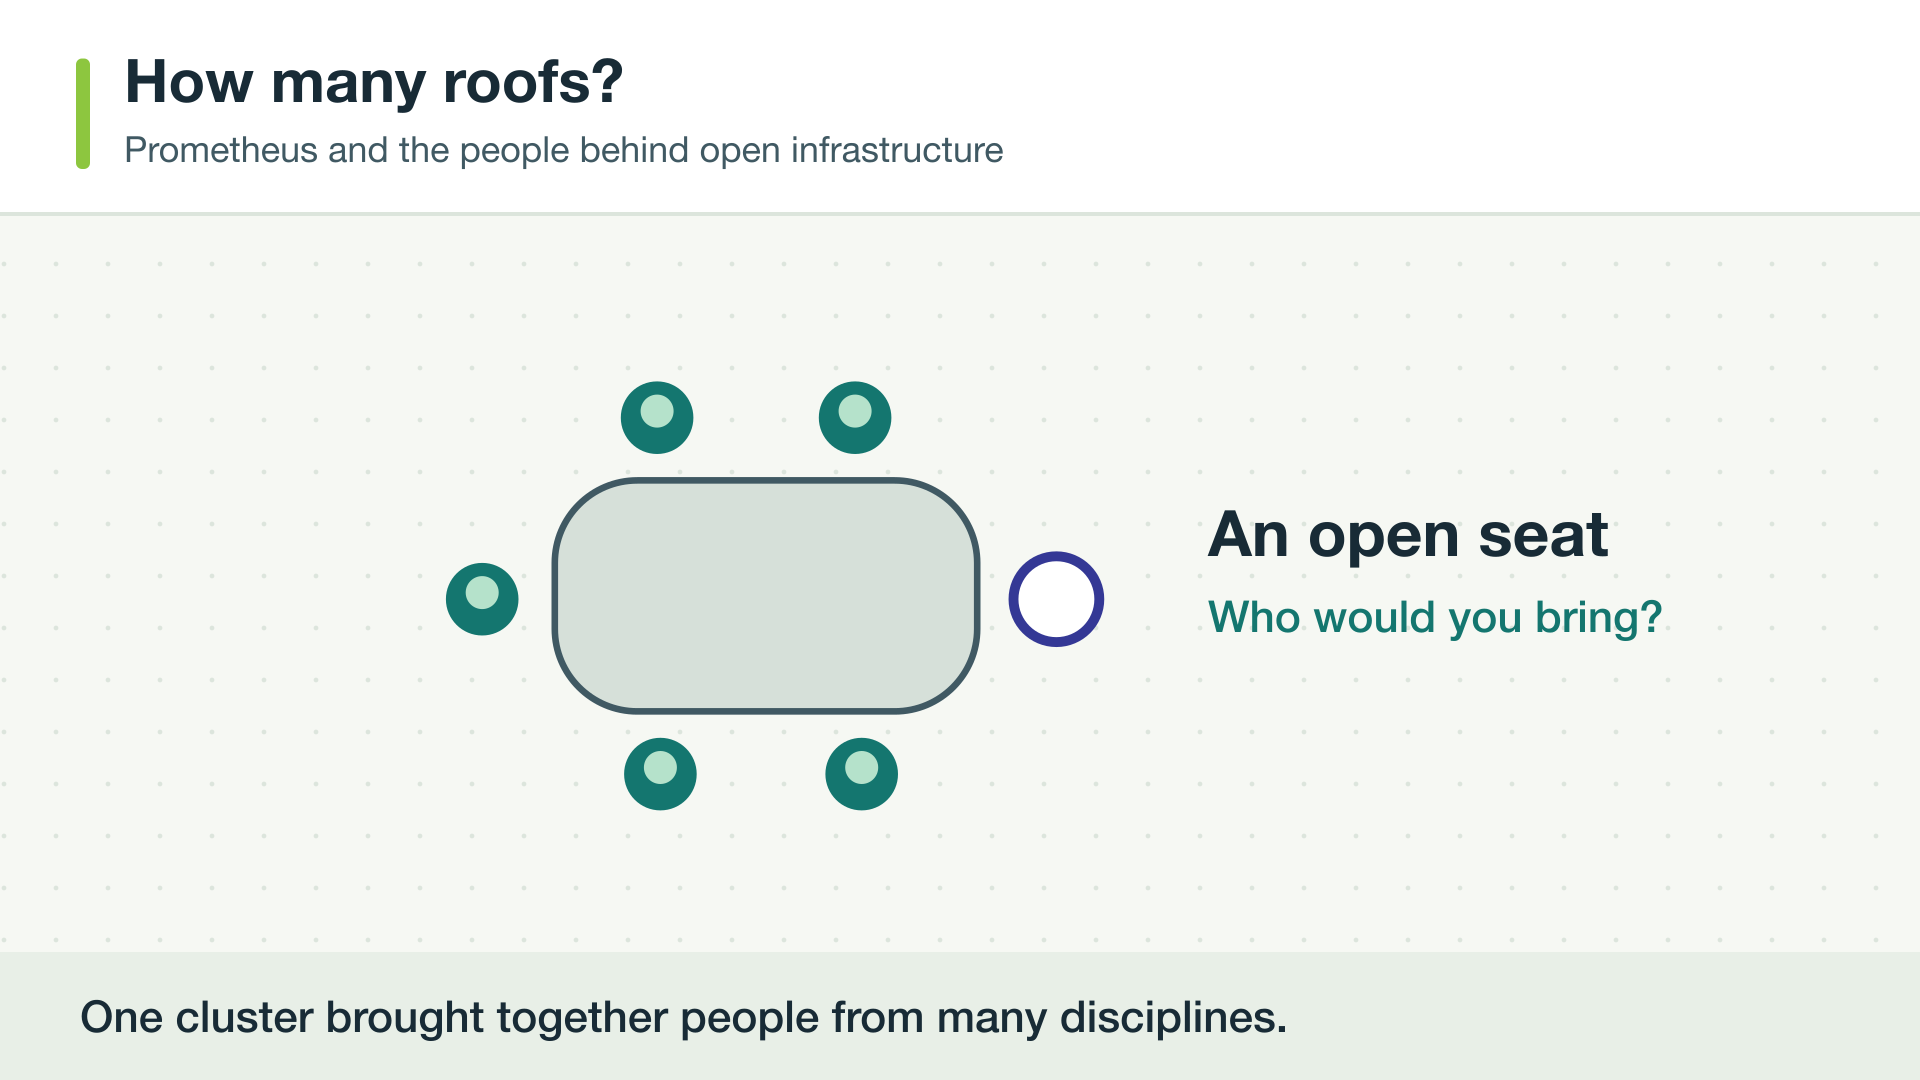 How many roofs?
Prometheus and the people behind open infrastructure
An open seat
Who would you bring?
One cluster brought together people from many disciplines.